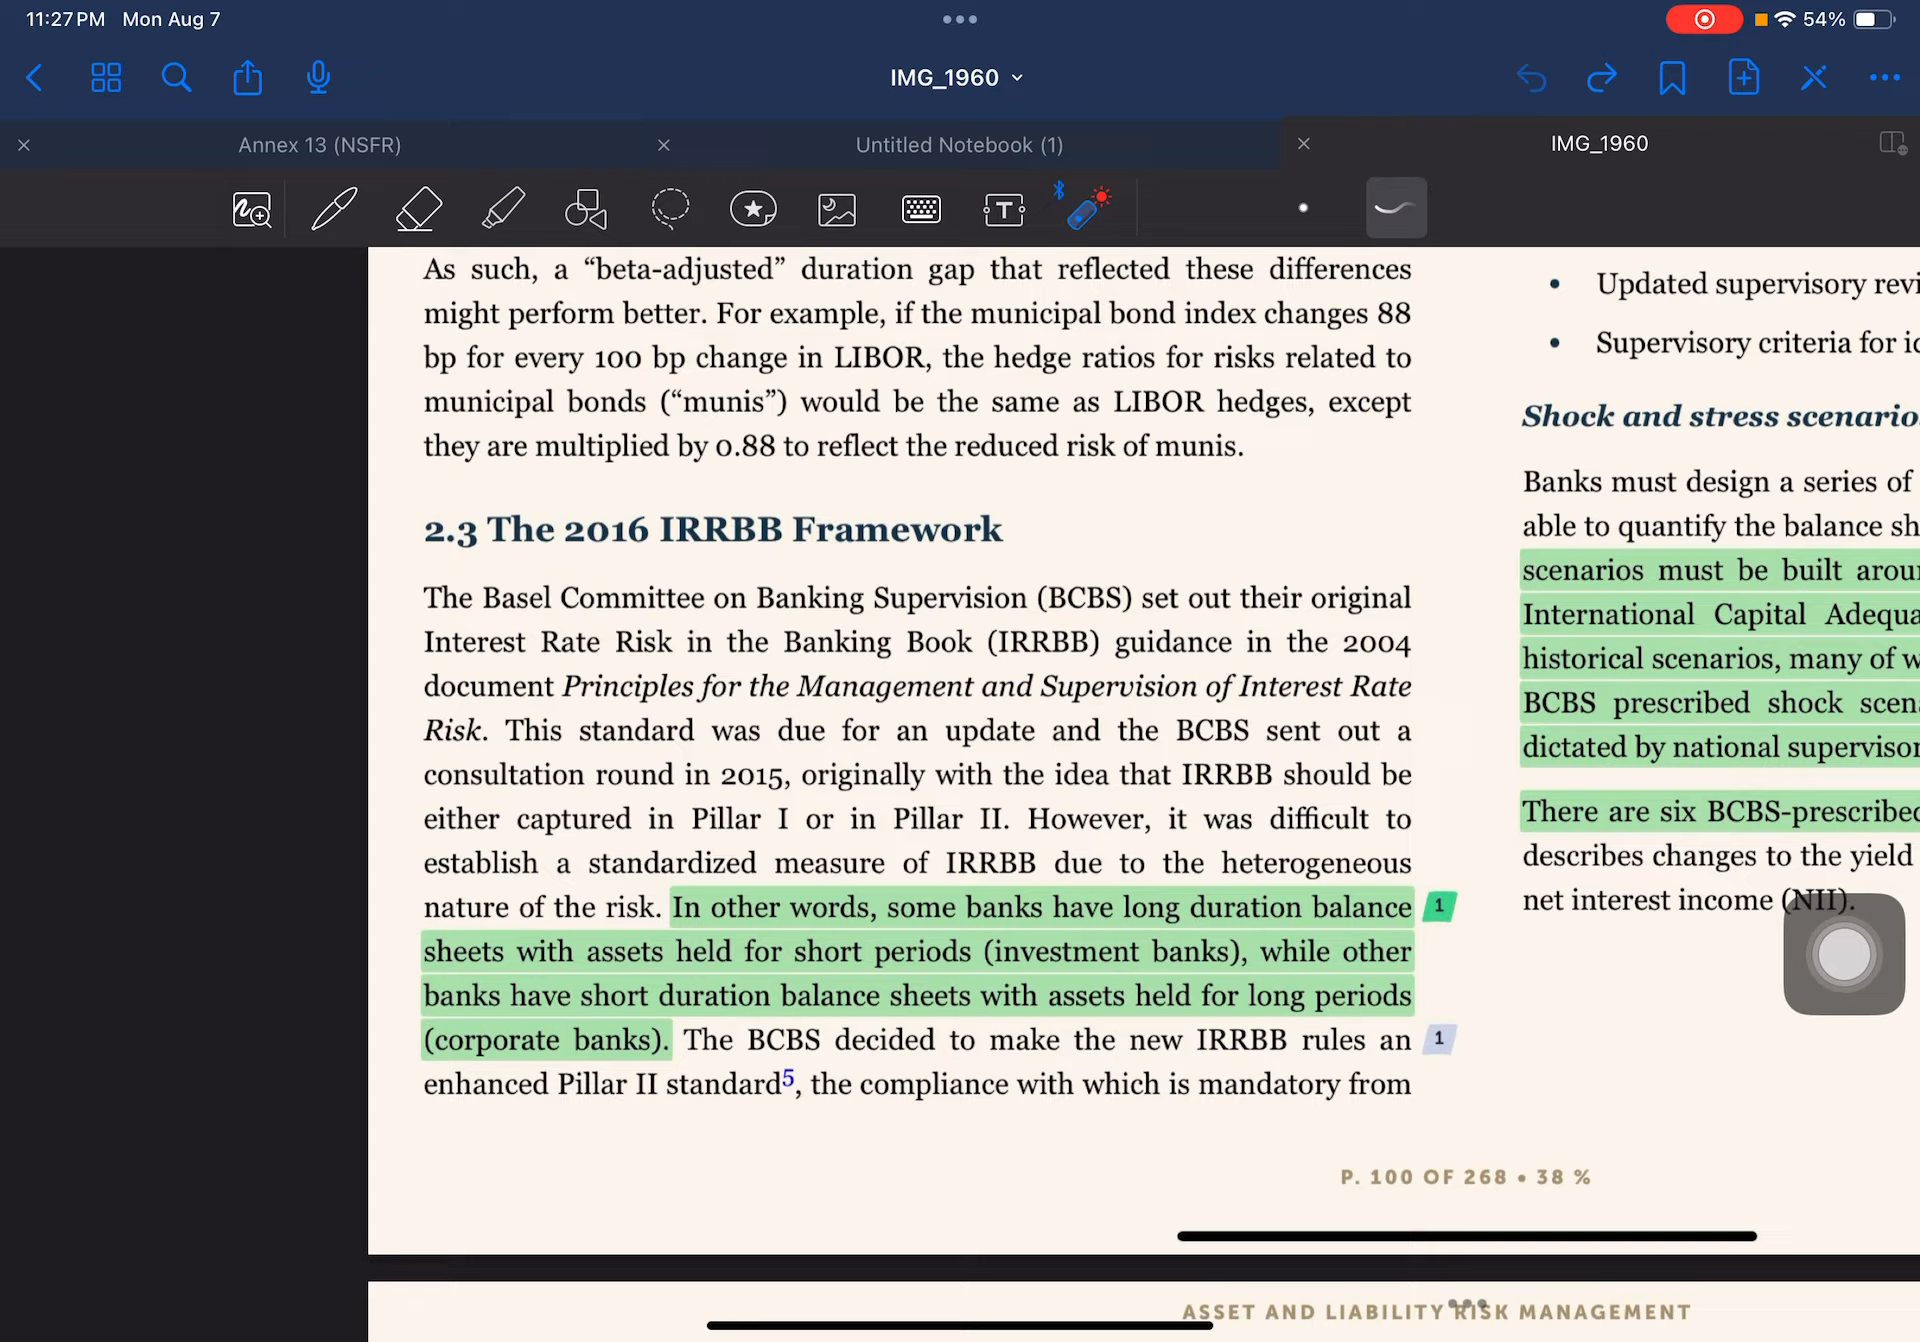 11:27 PM Mon Aug 7
54%
IMG_1960
Annex 13 (NSFR)
Untitled Notebook (1)
IMG_1960
As such, a “beta-adjusted” duration gap that reflected these differences
might perform better. For example, if the municipal bond index changes 88
bp for every 100 bp change in LIBOR, the hedge ratios for risks related to
municipal bonds (“munis”) would be the same as LIBOR hedges, except
they are multiplied by 0.88 to reflect the reduced risk of munis.
2.3 The 2016 IRRBB Framework
The Basel Committee on Banking Supervision (BCBS) set out their original
Interest Rate Risk in the Banking Book (IRRBB) guidance in the 2004
document Principles for the Management and Supervision of Interest Rate
Risk. This standard was due for an update and the BCBS sent out a
consultation round in 2015, originally with the idea that IRRBB should be
either captured in Pillar I or in Pillar II. However, it was difficult to
establish a standardized measure of IRRBB due to the heterogeneous
nature of the risk. In other words, some banks have long duration balance 1
sheets with assets held for short periods (investment banks), while other
banks have short duration balance sheets with assets held for long periods
(corporate banks). The BCBS decided to make the new IRRBB rules an 1
enhanced Pillar II standard5, the compliance with which is mandatory from
• Updated supervisory revi
• Supervisory criteria for
Shock and stress scenario
Banks must design a series of
able to quantify the balance sh
scenarios must be built arou
International Capital Adequa
historical scenarios, many of w
BCBS prescribed shock scen
dictated by national supervisor
There are six BCBS-prescribed
describes changes to the yield
net interest income (NII).
P. 100 OF 268 • 38 %
ASSET AND LIABILITY RISK MANAGEMENT